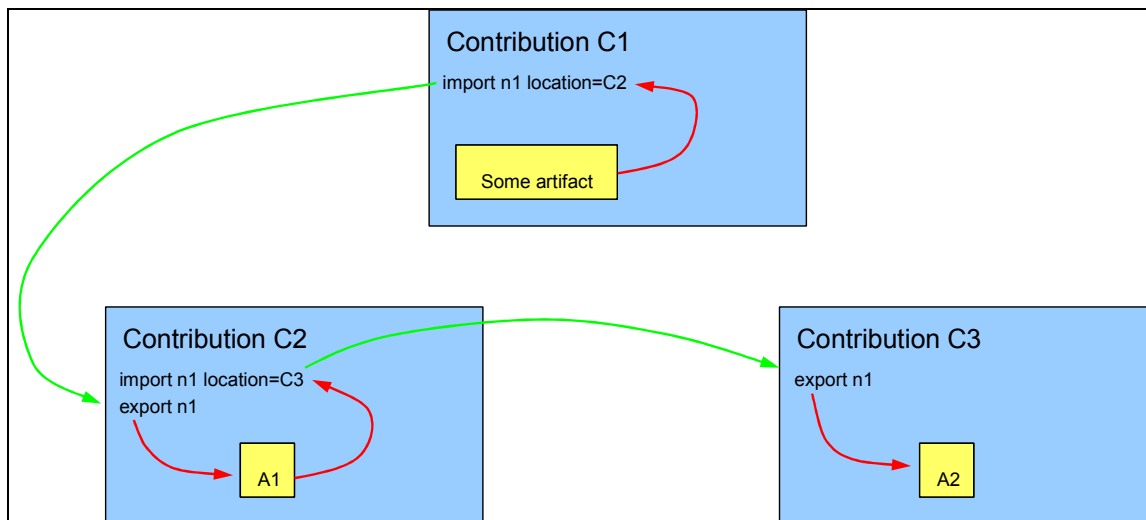 Contribution C1
import n1 location=C2
Some artifact
Contribution C2
import n1 location=C3
export n1
A1
Contribution C3
export n1
A2